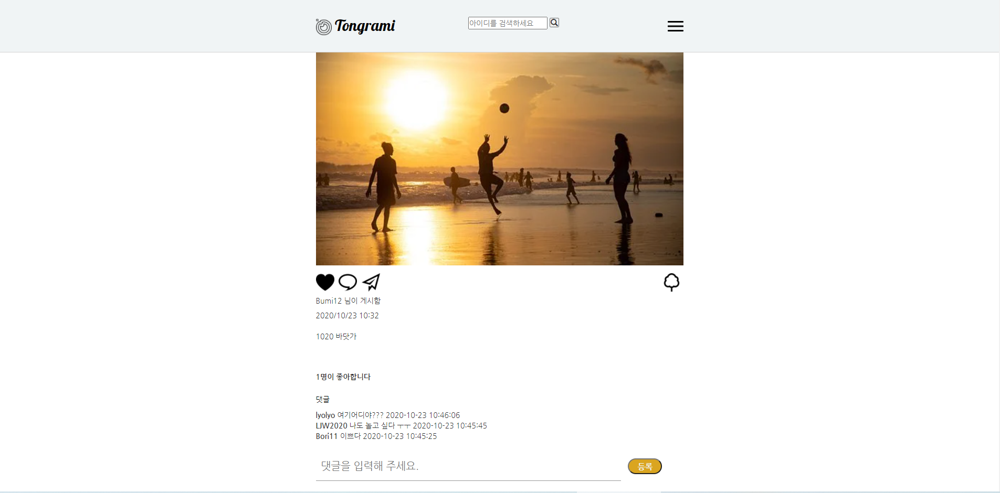 Tongrami
아이디를 검색하세요
Bumi12 님이 게시함
2020/10/23 10:32
1020 바닷가
1명이 좋아합니다
댓글
lyolyo 여기어디야??? 2020-10-23 10:46:06
LJW2020 나도 놀고 싶다 ㅜㅜ 2020-10-23 10:45:45
Bori11 이쁘다 2020-10-23 10:45:25
댓글을 입력해 주세요.
등록